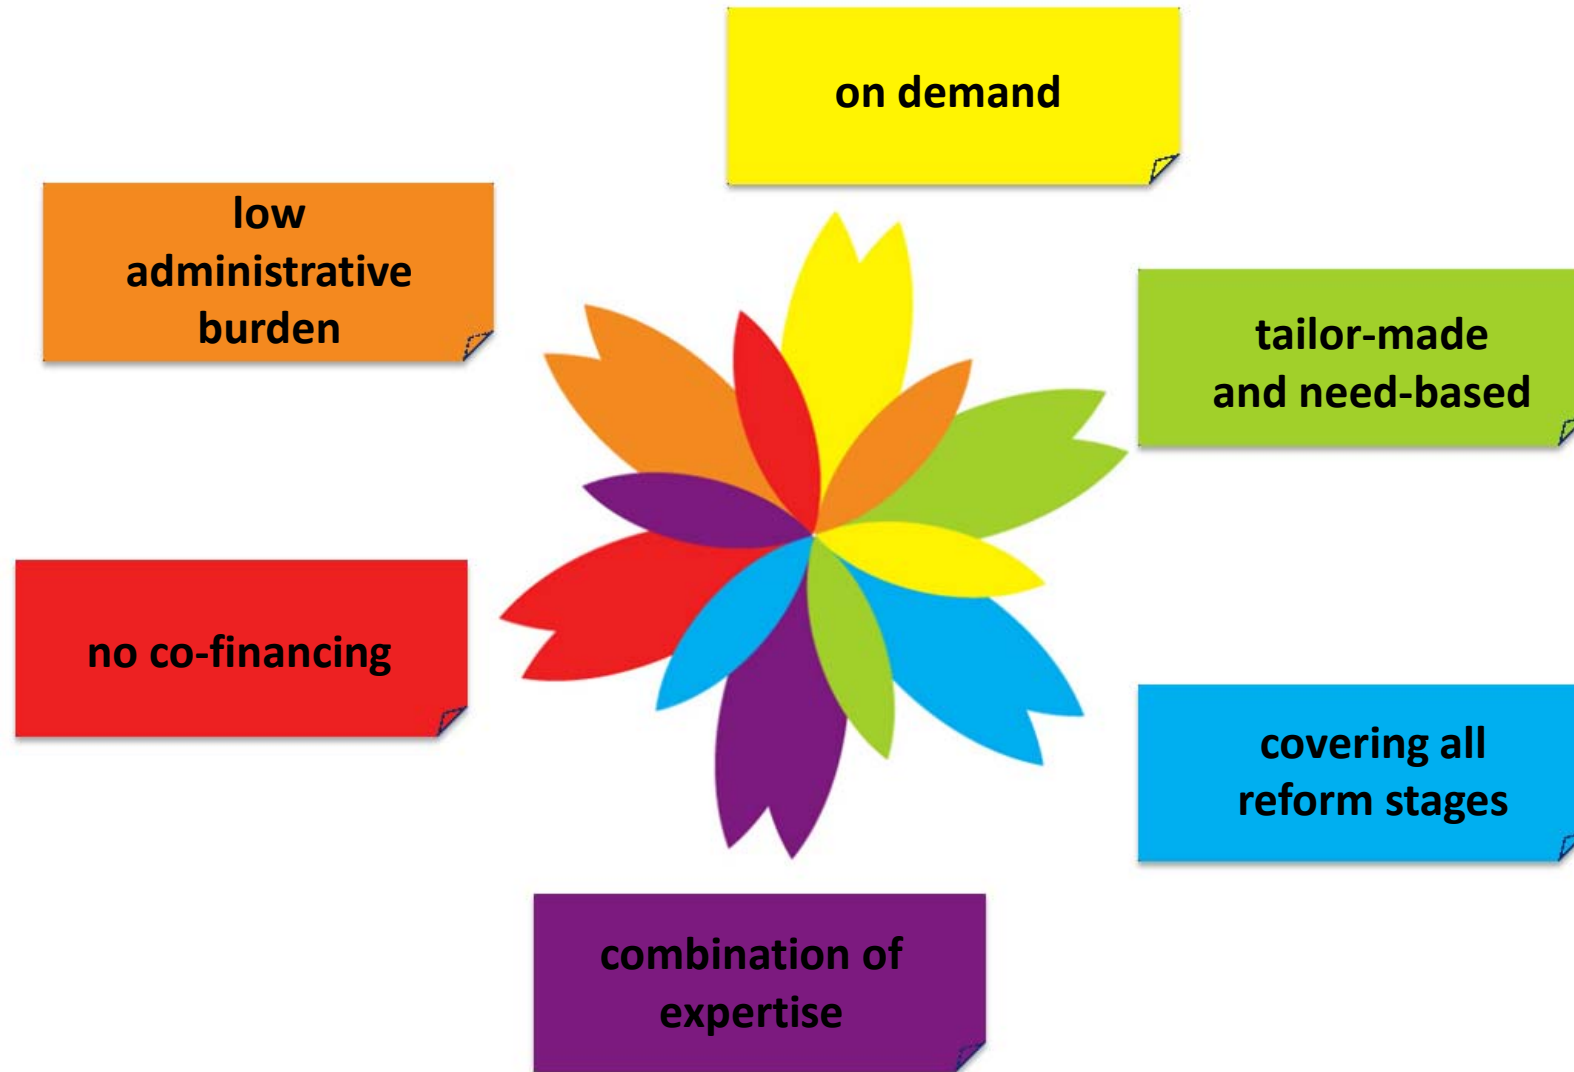 on demand
low
administrative
burden
tailor-made
and need-based
no co-financing
covering all
reform stages
combination of
expertise